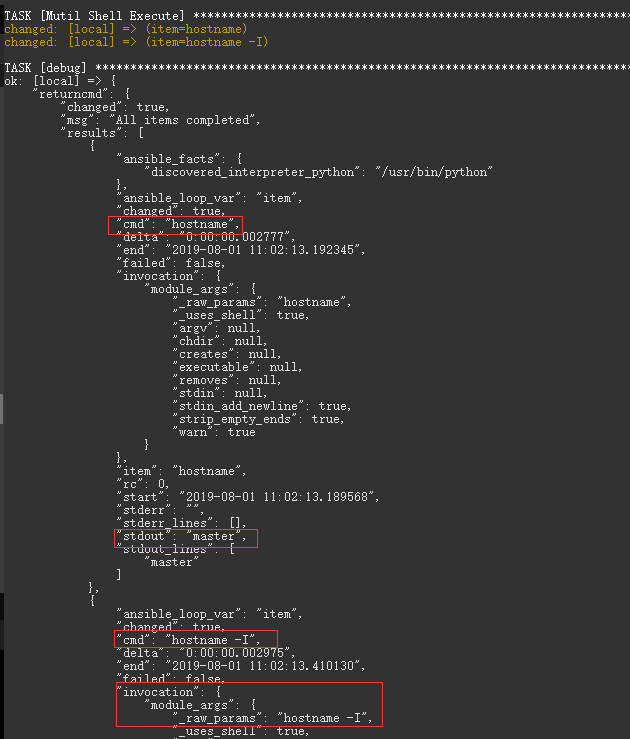 TASK [Mutil Shell Execute] **************************************************************
changed: [local] => (item=hostname)
changed: [local] => (item=hostname -I)
TASK [debug] ****************************************************************************
ok: [local] => {
"returncmd": {
"changed": true,
"msg": "All items completed",
"results": [
{
"ansible_facts": {
"discovered_interpreter_python": "/usr/bin/python"
},
"ansible_loop_var": "item",
"changed": true,
"cmd": "hostname",
"delta": "0:00:00.002777",
"end": "2019-08-01 11:02:13.192345",
"failed": false,
"invocation": {
"module_args": {
"_raw_params": "hostname",
"_uses_shell": true,
"argv": null,
"chdir": null,
"creates": null,
"executable": null,
"removes": null,
"stdin": null,
"stdin_add_newline": true,
"strip_empty_ends": true,
"warn": true
}
},
"item": "hostname",
"rc": 0,
"start": "2019-08-01 11:02:13.189568",
"stderr": "",
"stderr_lines": [],
"stdout": "master",
"stdout_lines": [
"master"
]
},
{
"ansible_loop_var": "item",
"changed": true,
"cmd": "hostname -I",
"delta": "0:00:00.002975",
"end": "2019-08-01 11:02:13.410130",
"failed": false,
"invocation": {
"module_args": {
"_raw_params": "hostname -I",
"_uses_shell": true,